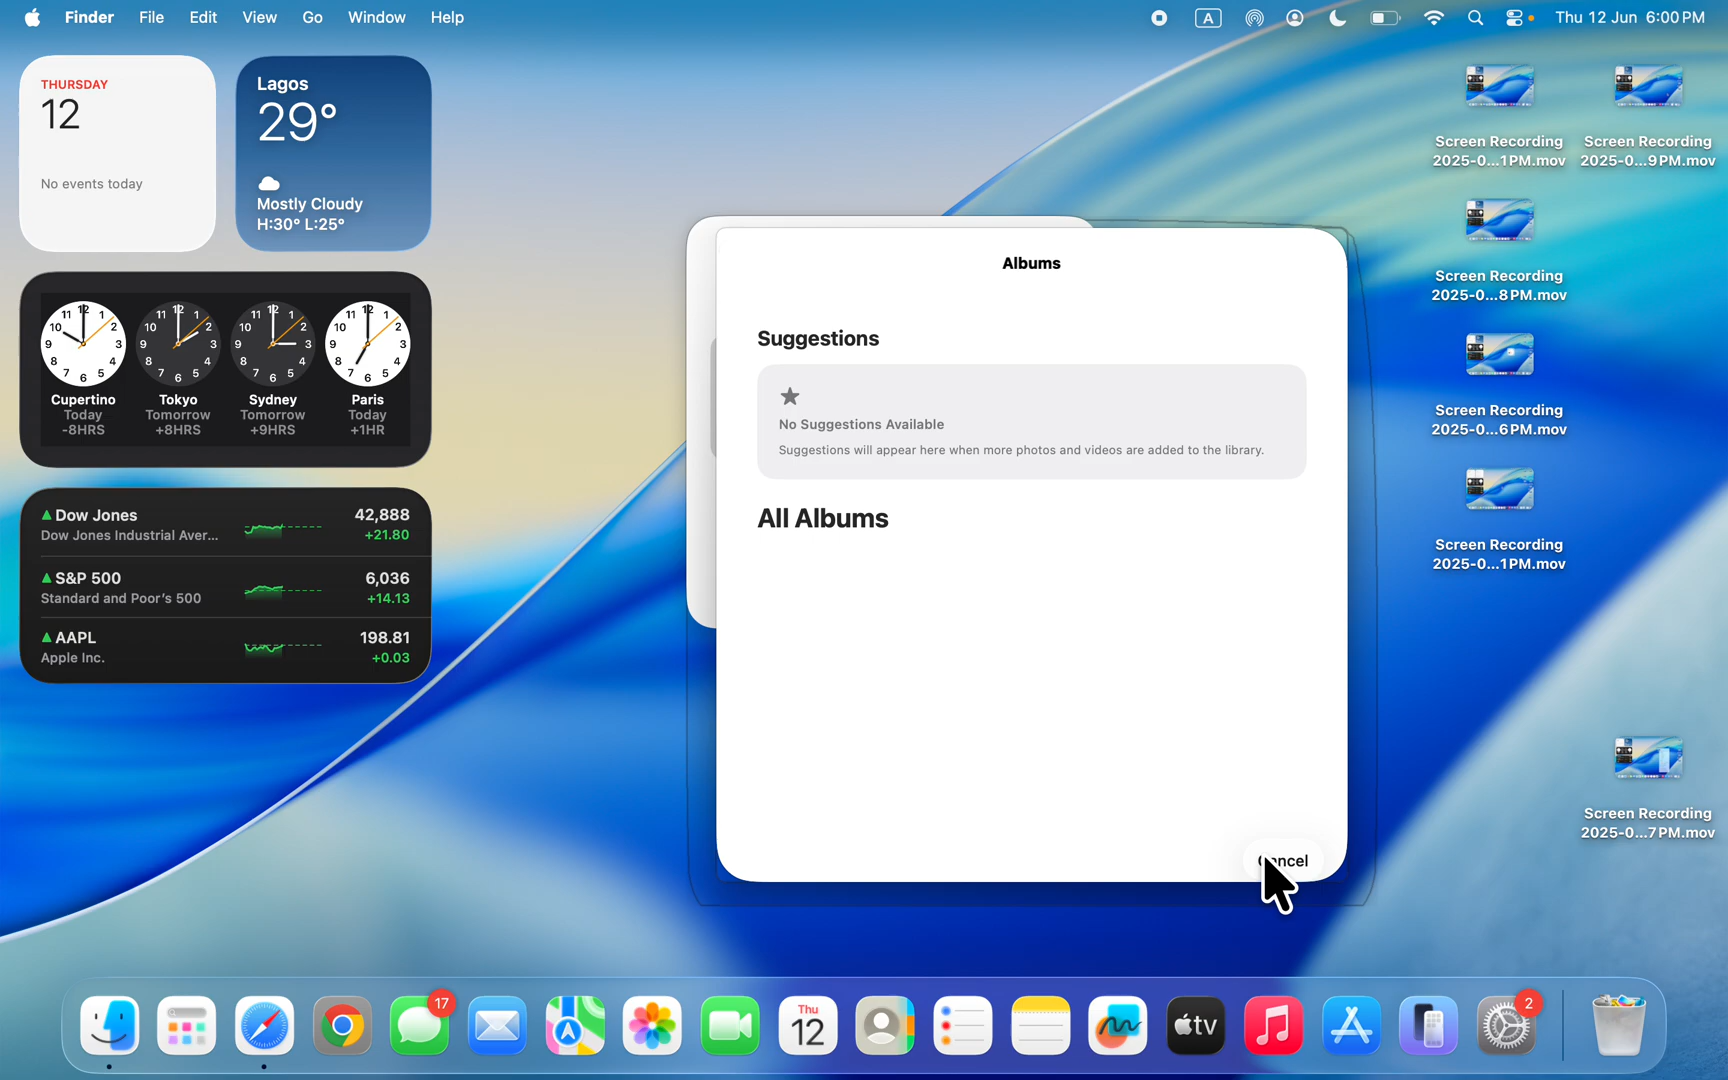 Finder File Edit View Go Window Help
A
Thu 12 Jun 6:00 PM
THURSDAY
12
No events today
Lagos
29°
Mostly Cloudy
H:30° L:25°
Cupertino
Today
-8HRS
Tokyo
Tomorrow
+8HRS
Sydney
Tomorrow
+9HRS
Paris
Today
+1HR
Dow Jones 42,888
Dow Jones Industrial Aver... +21.80
S&P 500 6,036
Standard and Poor's 500 +14.13
AAPL 198.81
Apple Inc. +0.03
Albums
Suggestions
No Suggestions Available
Suggestions will appear here when more photos and videos are added to the library.
All Albums
Screen Recording
2025-0...1PM.mov
Screen Recording
2025-0...9PM.mov
Screen Recording
2025-0...8PM.mov
Screen Recording
2025-0...6PM.mov
Screen Recording
2025-0...1PM.mov
Screen Recording
2025-0...7PM.mov
Cancel
17
Thu
12
tv
2